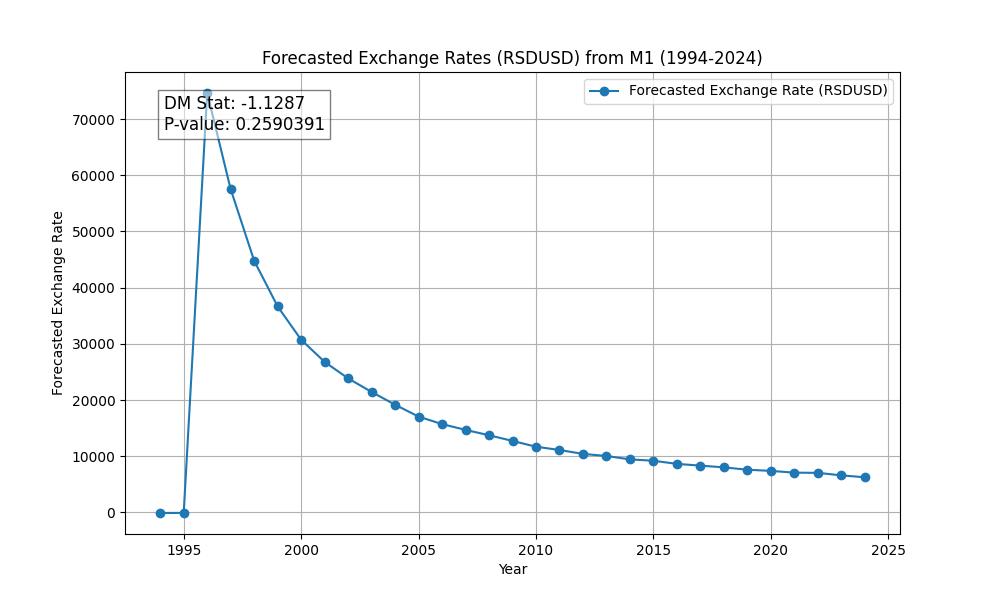 Forecasted Exchange Rates (RSDUSD) from M1 (1994-2024)
DM Stat: -1.1287
P-value: 0.2590391
Forecasted Exchange Rate (RSDUSD)
Forecasted Exchange Rate
70000
60000
50000
40000
30000
20000
10000
0
1995 2000 2005 2010 2015 2020 2025
Year